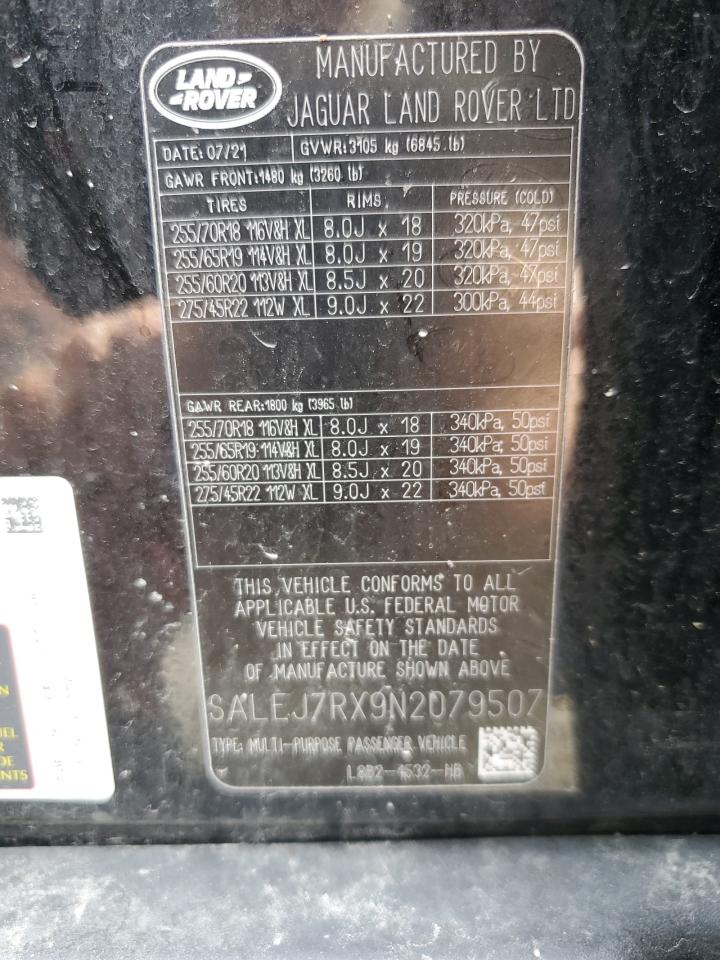 LAND ROVER
MANUFACTURED BY
JAGUAR LAND ROVER LTD
DATE: 07/21 GVWR:3105 kg (6845 lb)
GAWR FRONT:1480 kg (3260 lb)
TIRES RIMS PRESSURE (COLD)
255/70R18 116V&H XL 8.0J x 18 320kPa, 47psi
255/65R19 114V&H XL 8.0J x 19 320kPa, 47psi
255/60R20 113V&H XL 8.5J x 20 320kPa, 47psi
275/45R22 112W XL 9.0J x 22 300kPa, 44psi
GAWR REAR:1800 kg (3965 lb)
255/70R18 116V&H XL 8.0J x 18 340kPa, 50psi
255/65R19 114V&H XL 8.0J x 19 340kPa, 50psi
255/60R20 113V&H XL 8.5J x 20 340kPa, 50psi
275/45R22 112W XL 9.0J x 22 340kPa, 50psi
THIS VEHICLE CONFORMS TO ALL
APPLICABLE U.S. FEDERAL MOTOR
VEHICLE SAFETY STANDARDS
IN EFFECT ON THE DATE
OF MANUFACTURE SHOWN ABOVE
SALEJ7RX9N2079507
TYPE: MULTI-PURPOSE PASSENGER VEHICLE